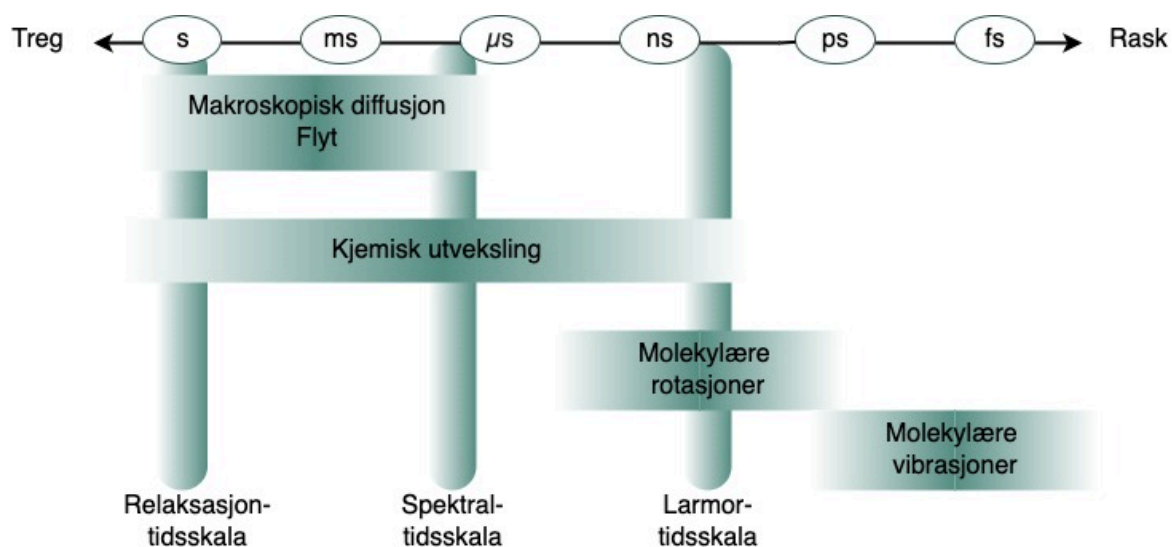 Treg s ms µs ns ps fs Rask
Makroskopisk diffusjon
Flyt
Kjemisk utveksling
Molekylære
rotasjoner
Molekylære
vibrasjoner
Relaksasjon-
tidsskala
Spektral-
tidsskala
Larmor-
tidsskala